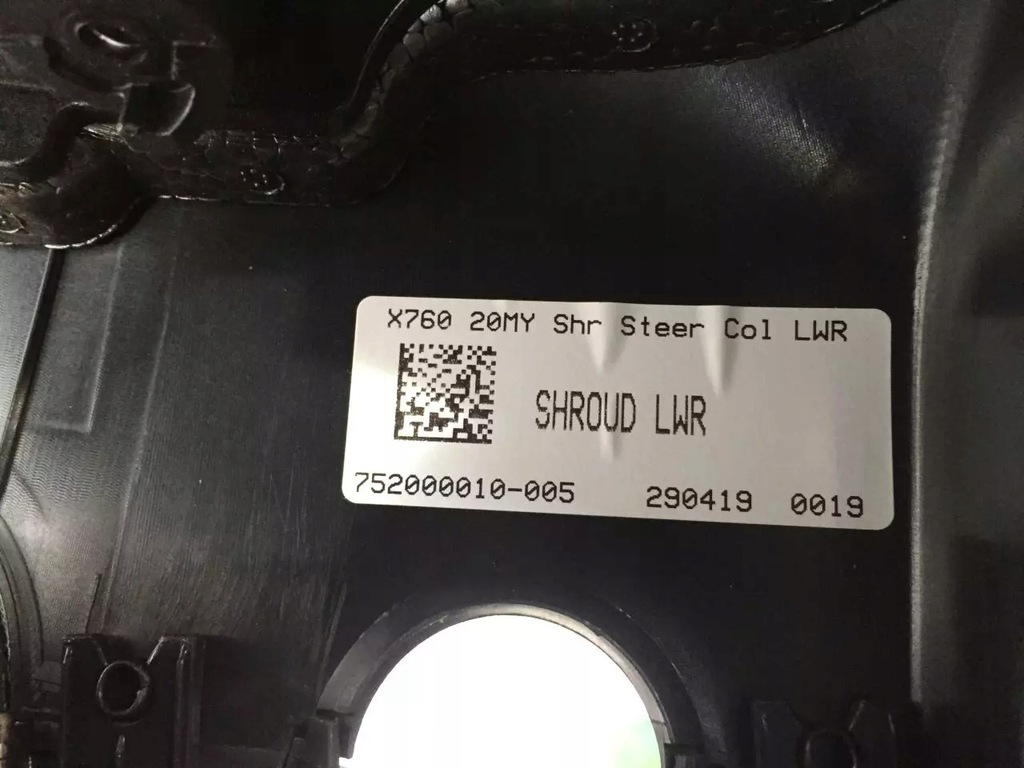 X760 20MY Shr Steer Col LWR
SHROUD LWR
752000010-005 290419 0019